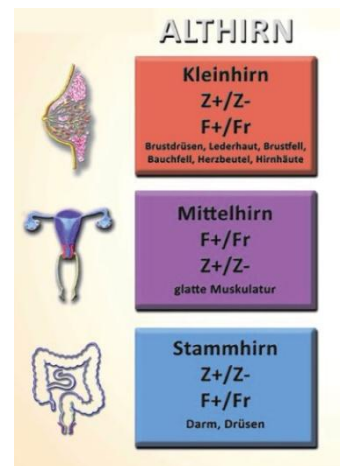 ALTHIRN
Kleinhirn
Z+/Z-
F+/Fr
Brustdrüsen, Lederhaut, Brustfell,
Bauchfell, Herzbeutel, Hirnhäute
Mittelhirn
F+/Fr
Z+/Z-
glatte Muskulatur
Stammhirn
Z+/Z-
F+/Fr
Darm, Drüsen